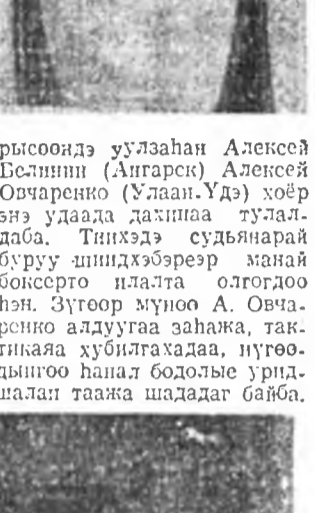 рысоондэ уулзаһан Алексей
Белинин (Ангарск) Алексей
Овчаренко (Улаан-Үдэ) хоёр
энэ удаада дахинаа тулал-
даба. Тиихэдэ судьянарай
буруу шиидхэбэреэр манай
боксерто илалта олгогдоо
һэн. Зүгөөр мүнөө А. Овча-
ренко алдуугаа заһажа, так-
тикаяа хубилгахадаа, нүгөө-
дынгөө һанал бодолые урид-
шалан таажа шададаг байба.